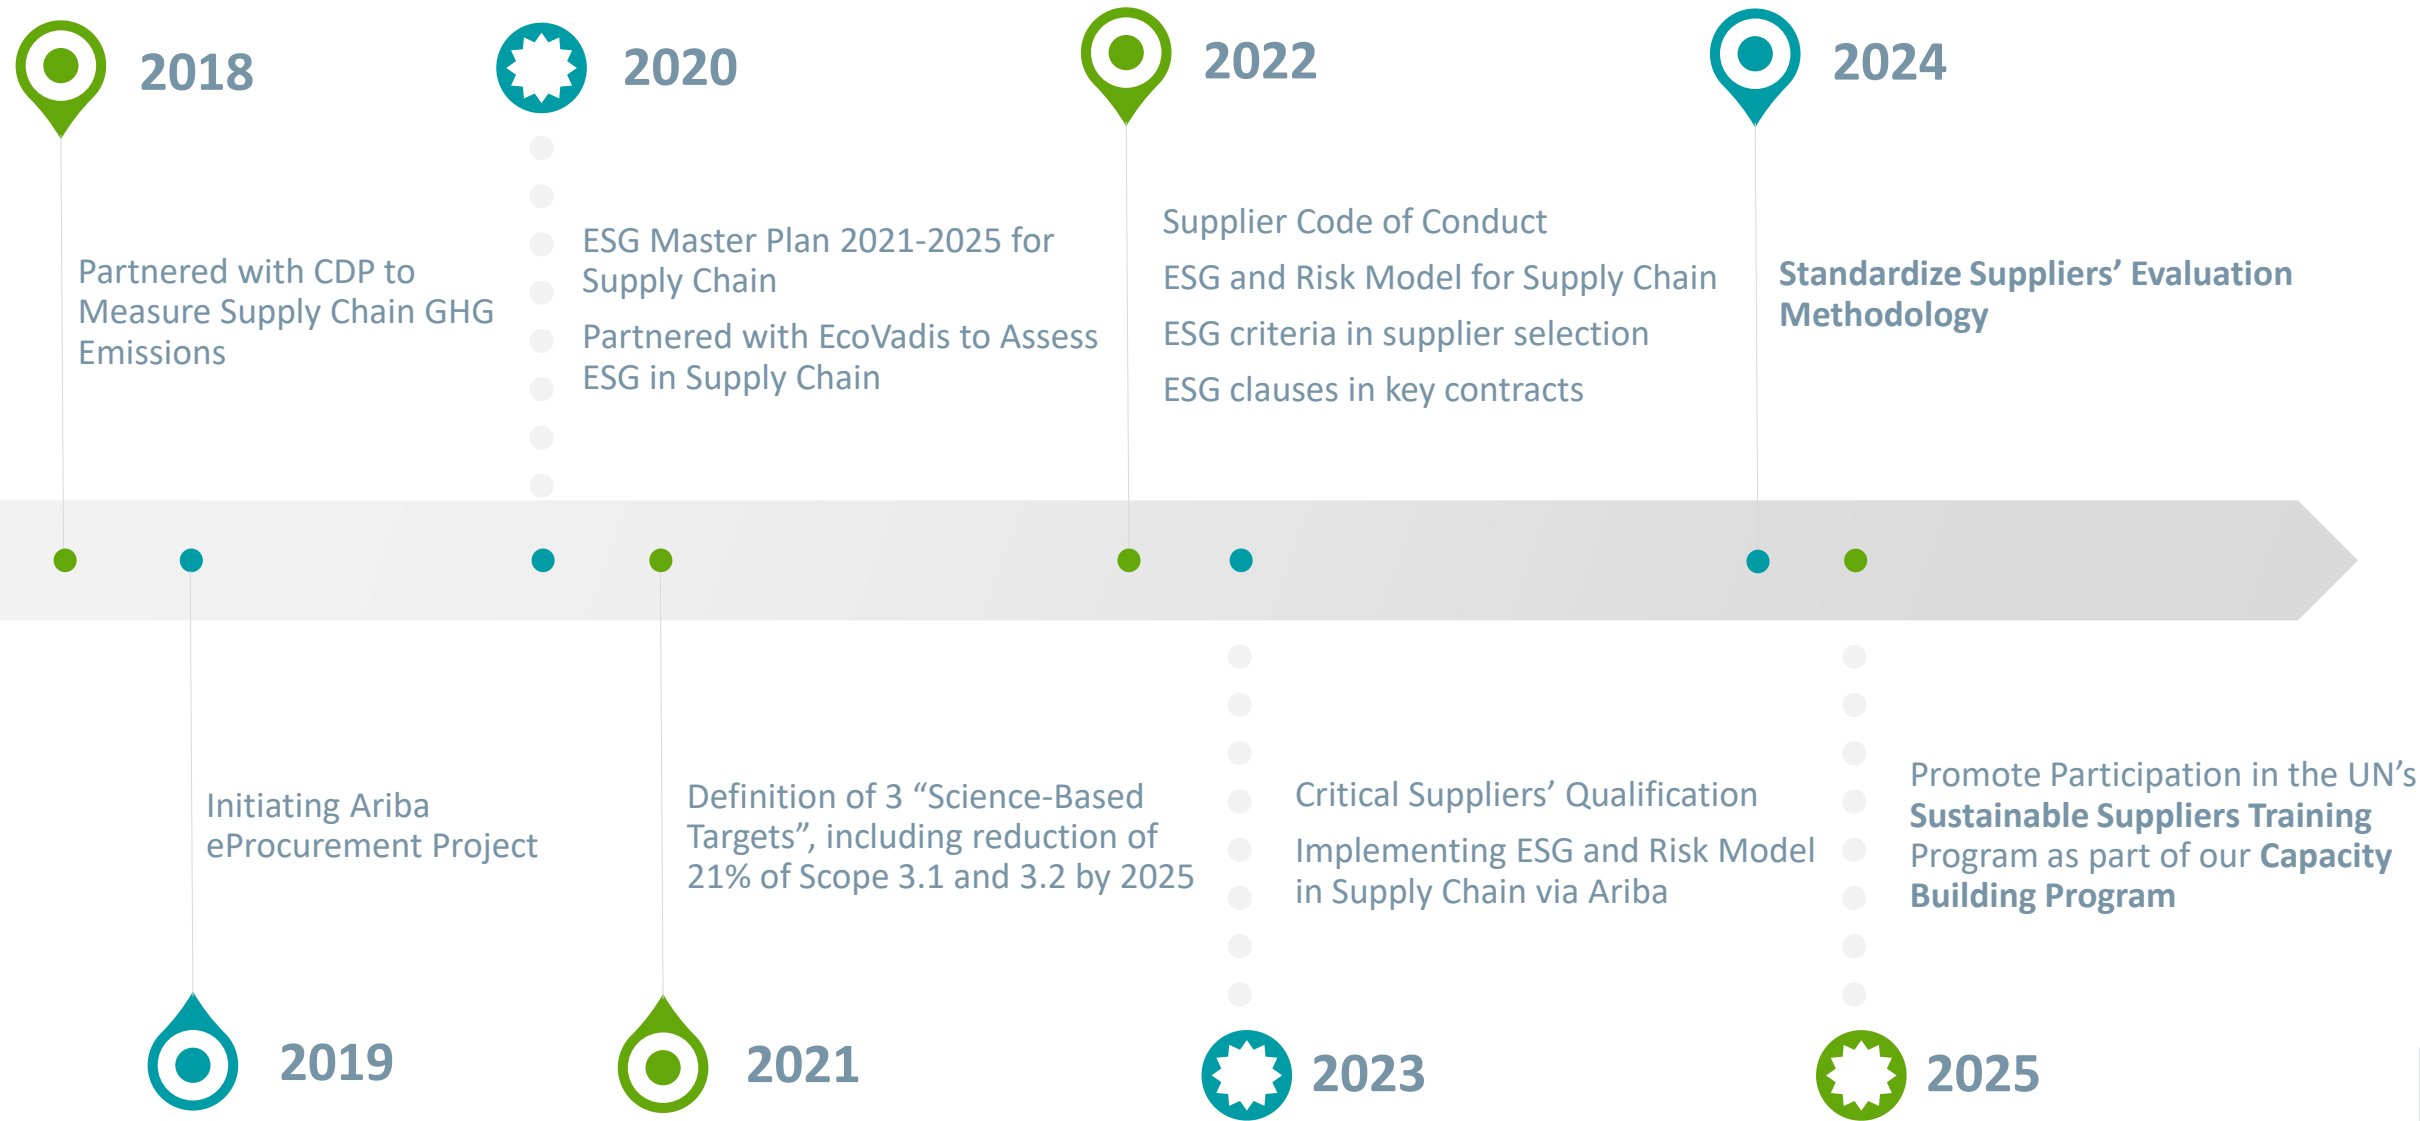 2018
Partnered with CDP to
Measure Supply Chain GHG
Emissions
2019
Initiating Ariba
eProcurement Project
2020
ESG Master Plan 2021-2025 for
Supply Chain
Partnered with EcoVadis to Assess
ESG in Supply Chain
2021
Definition of 3 “Science-Based
Targets”, including reduction of
21% of Scope 3.1 and 3.2 by 2025
2022
Supplier Code of Conduct
ESG and Risk Model for Supply Chain
ESG criteria in supplier selection
ESG clauses in key contracts
2023
Critical Suppliers’ Qualification
Implementing ESG and Risk Model
in Supply Chain via Ariba
2024
Standardize Suppliers’ Evaluation
Methodology
2025
Promote Participation in the UN’s
Sustainable Suppliers Training
Program as part of our Capacity
Building Program